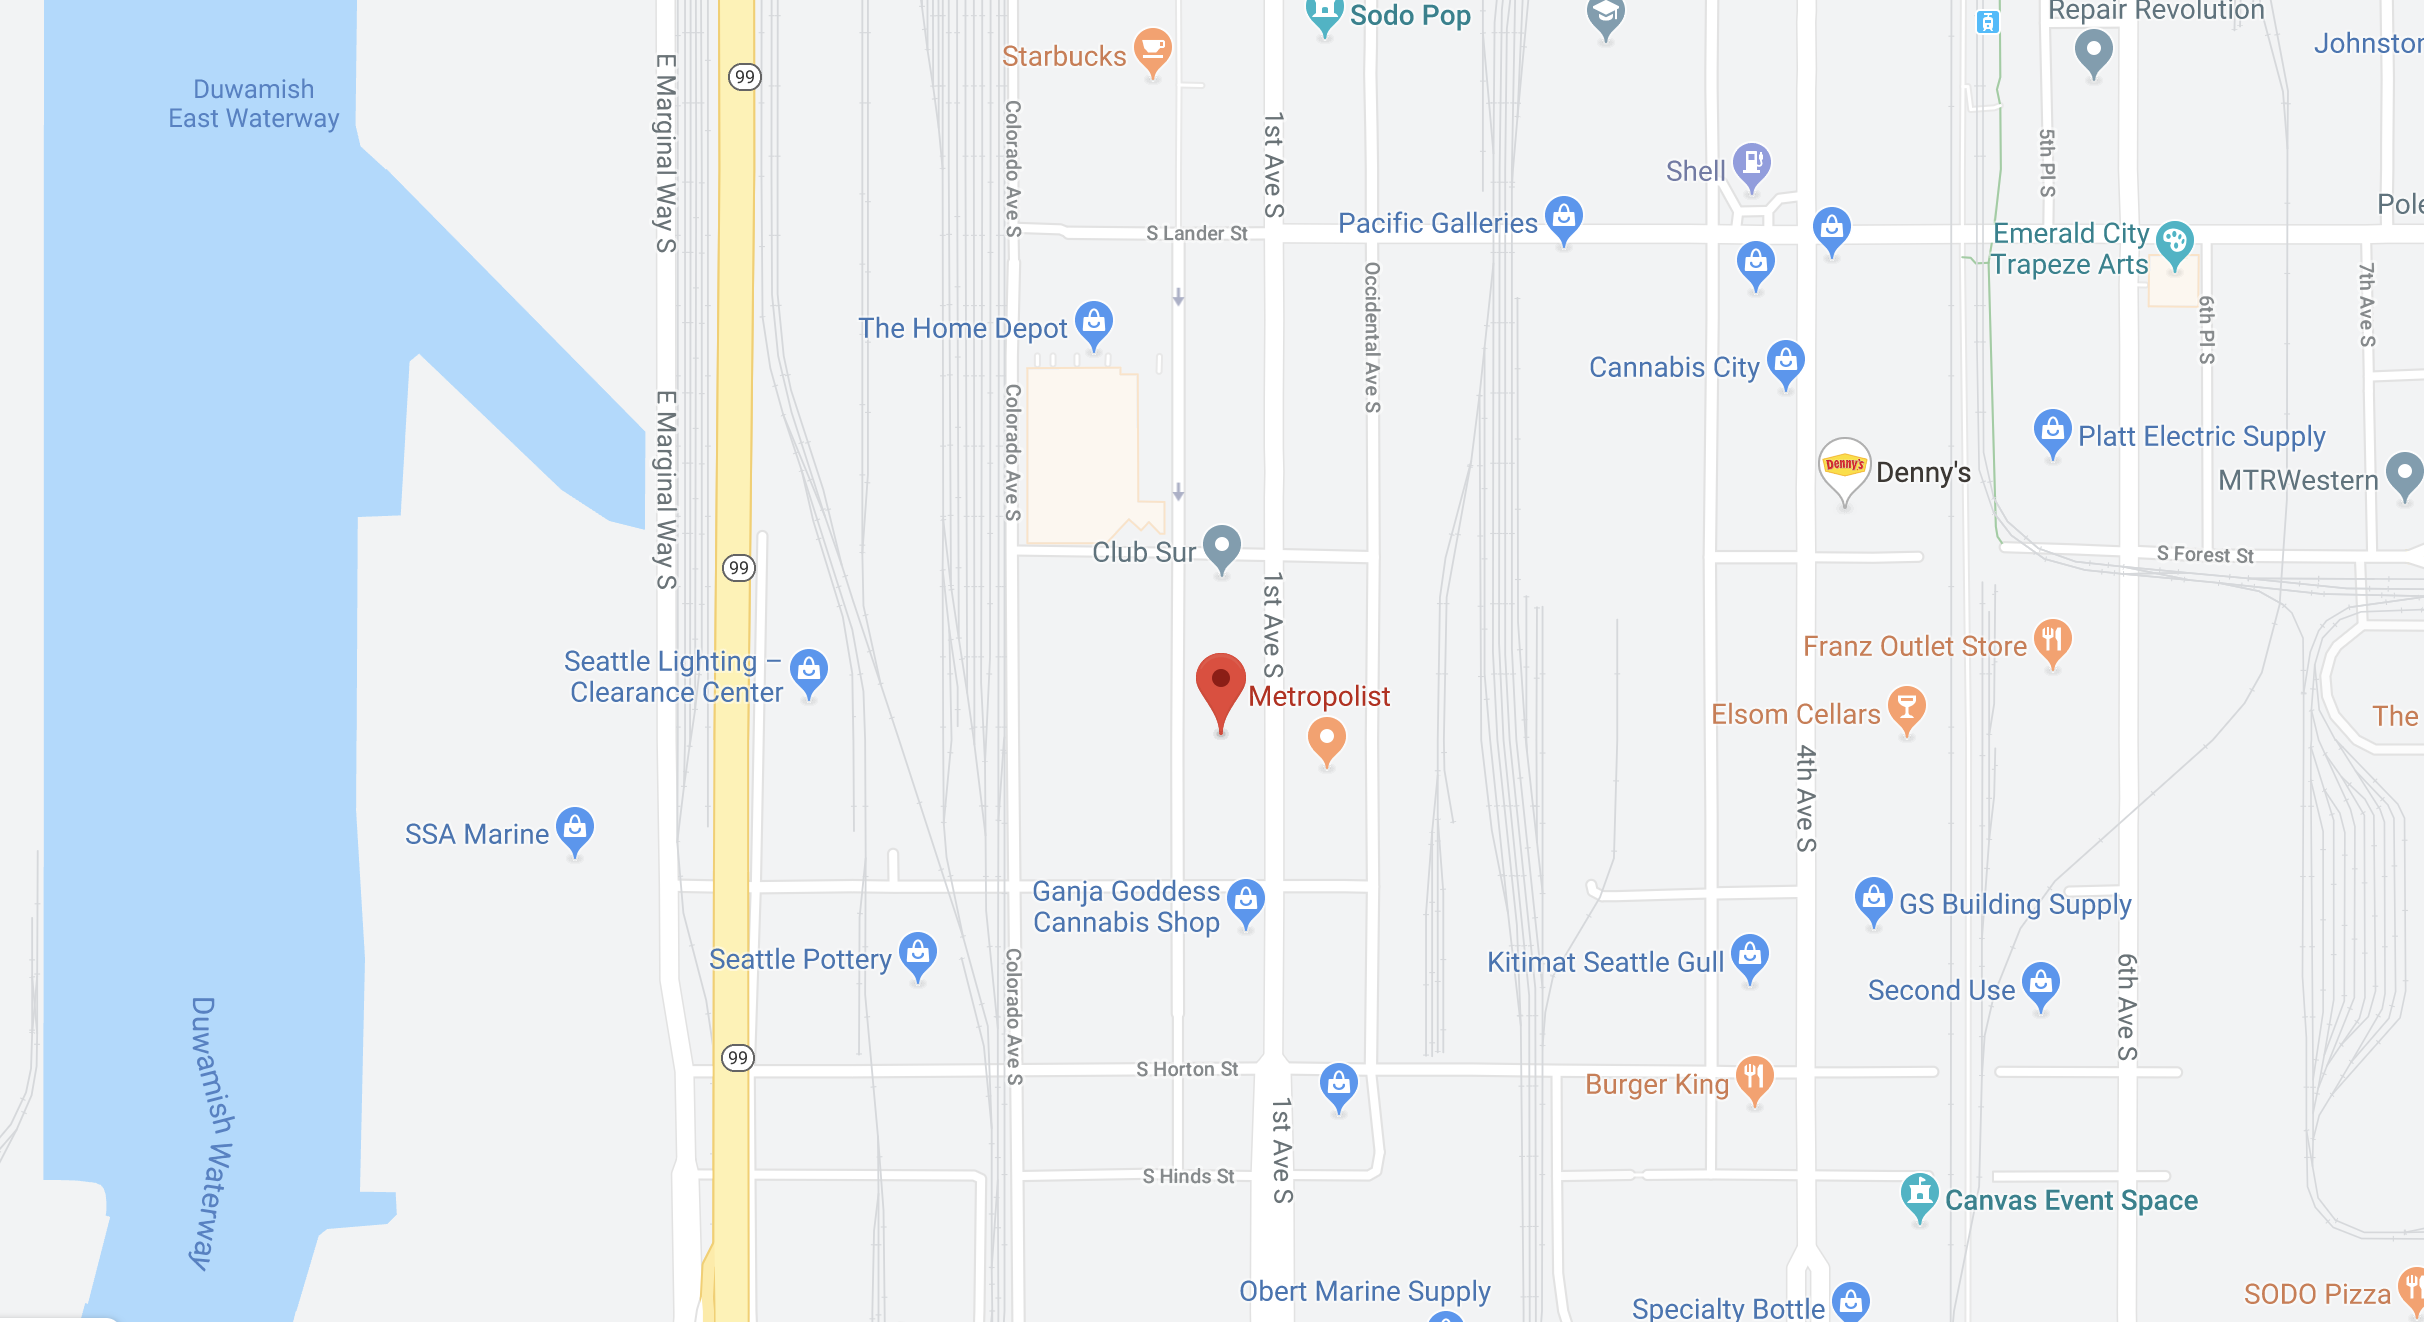 Sodo Pop
Repair Revolution
Johnston
Starbucks
99
Duwamish
East Waterway
E Marginal Way S
Colorado Ave S
1st Ave S
5th Pl S
Shell
Pole
Pacific Galleries
S Lander St
Emerald City
Trapeze Arts
Occidental Ave S
7th Ave S
6th Pl S
The Home Depot
Cannabis City
E Marginal Way S
Colorado Ave S
Platt Electric Supply
Denny's
Denny's
MTRWestern
Club Sur
S Forest St
99
1st Ave S
Franz Outlet Store
Seattle Lighting –
Clearance Center
Metropolist
Elsom Cellars
The
4th Ave S
SSA Marine
Ganja Goddess
Cannabis Shop
GS Building Supply
Seattle Pottery
Kitimat Seattle Gull
Second Use
Colorado Ave S
6th Ave S
Duwamish Waterway
99
S Horton St
Burger King
1st Ave S
S Hinds St
Canvas Event Space
Obert Marine Supply
Specialty Bottle
SODO Pizza